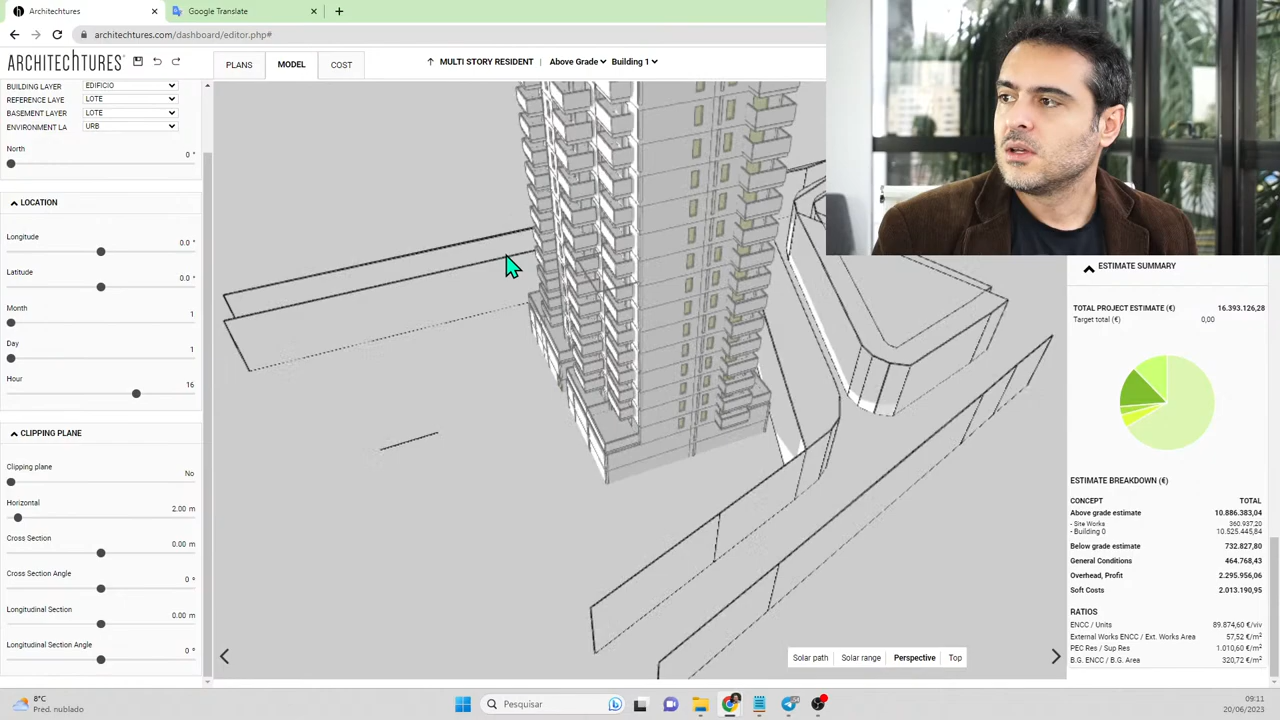 Architechtures
Google Translate
architechtures.com/dashboard/editor.php#
ARCHITECHTURES
PLANS
MODEL
COST
MULTI STORY RESIDENT
Above Grade
Building 1
BUILDING LAYER EDIFICIO
REFERENCE LAYER LOTE
BASEMENT LAYER LOTE
ENVIRONMENT LA URB
North 0 º
LOCATION
Longitude 0.0 º
Latitude 0.0 º
Month 1
Day 1
Hour 16
CLIPPING PLANE
Clipping plane No
Horizontal 2.00 m
Cross Section 0.00 m
Cross Section Angle 0 º
Longitudinal Section 0.00 m
Longitudinal Section Angle 0 º
Solar path
Solar range
Perspective
Top
ESTIMATE SUMMARY
TOTAL PROJECT ESTIMATE (€) 16.393.126,28
Target total (€) 0,00
ESTIMATE BREAKDOWN (€)
CONCEPT TOTAL
Above grade estimate 10.886.383,04
- Site Works 360.937,20
- Building 0 10.525.445,84
Below grade estimate 732.827,80
General Conditions 464.768,43
Overhead, Profit 2.295.956,06
Soft Costs 2.013.190,95
RATIOS
ENCC / Units 89.874,60 €/viv
External Works ENCC / Ext. Works Area 57,52 €/m²
PEC Res / Sup Res 1.010,60 €/m²
B.G. ENCC / B.G. Area 320,72 €/m²
8°C
Pred. nublado
Pesquisar
09:11
20/06/2023